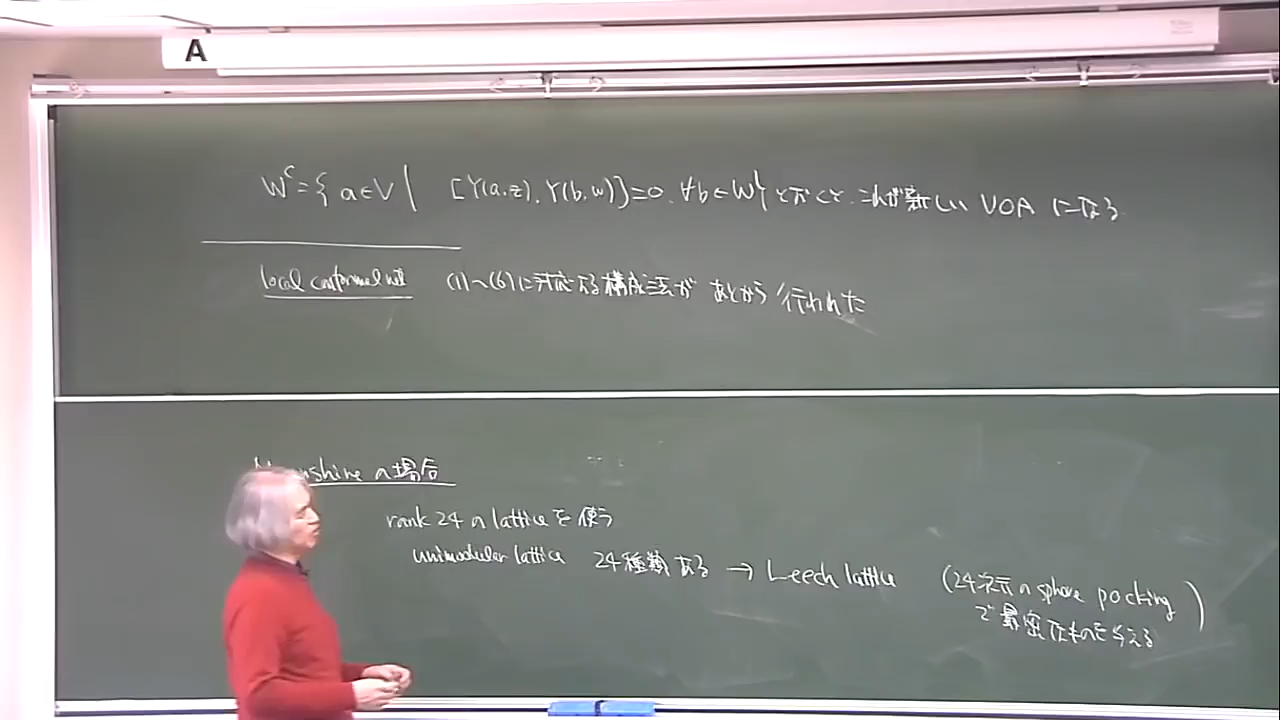 A
W^c = { a ∈ V | [Y(a,z), Y(b,w)] = 0, ∀b ∈ W } とおくと、これが新しい VOA になる
local conformal net (1)〜(6)に対応する構成法が あとから 行われた
Moonshine の場合
rank 24 の lattice を 使う
unimodular lattice 24種類ある → Leech lattice (24次元の sphere packing
で最密なものを与える)